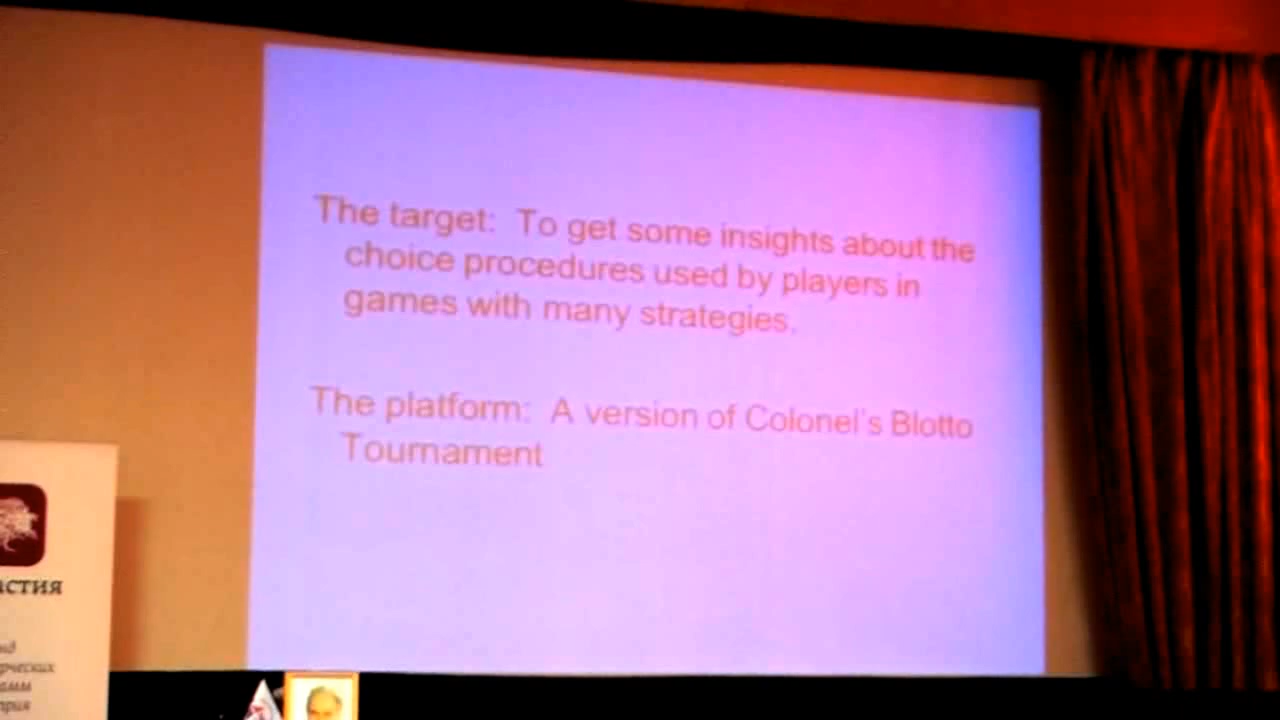 The target: To get some insights about the
choice procedures used by players in
games with many strategies.
The platform: A version of Colonel's Blotto
Tournament
астия